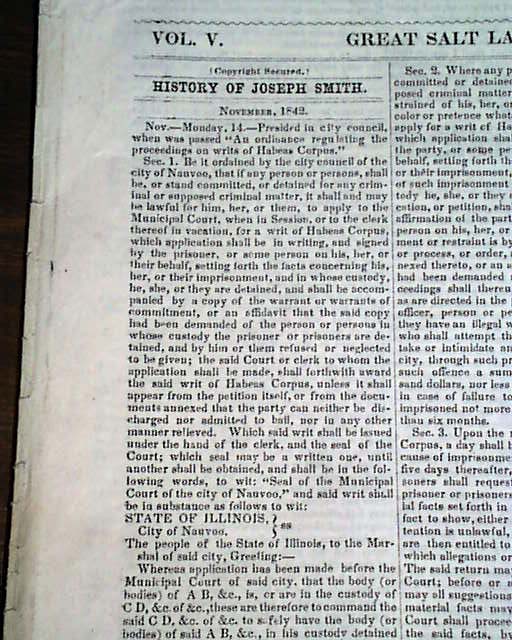 VOL. V.
GREAT SALT LA
[Copyright Secured.]
HISTORY OF JOSEPH SMITH.
NOVEMBER, 1842.
Nov.—Monday, 14.—Presided in city council,
when was passed "An ordinance regulating the
proceedings on writs of Habeas Corpus."
Sec. 1. Be it ordained by the city council of the
city of Nauvoo, that if any person or persons, shall
be, or stand committed, or detained for any crim-
inal or supposed criminal matter, it shall and may
be lawful for him, her, or them, to apply to the
Municipal Court, when in Session, or to the clerk
thereof in vacation, for a writ of Habeas Corpus,
which application shall be in writing, and signed
by the prisoner, or some person on his, her, or
their behalf, setting forth the facts concerning his,
her, or their imprisonment, and in whose custody,
he, she, or they are detained, and shall be accom-
panied by a copy of the warrant or warrants of
commitment, or an affidavit that the said copy
had been demanded of the person or persons in
whose custody the prisoner or prisoners are de-
tained, and by him or them refused or neglected
to be given; the said Court or clerk to whom the
application shall be made, shall forthwith award
the said writ of Habeas Corpus, unless it shall
appear from the petition itself, or from the docu-
ments annexed that the party can neither be dis-
charged nor admitted to bail, nor in any other
manner relieved. Which said writ shall be issued
under the hand of the clerk, and the seal of the
Court; which seal may be a written one, until
another shall be obtained, and shall be in the fol-
lowing words, to wit: "Seal of the Municipal
Court of the city of Nauvoo," and said writ shall
be in substance as follows to wit:
STATE OF ILLINOIS, }
City of Nauvoo. } ss
The people of the State of Illinois, to the Mar-
shal of said city, Greeting:—
Whereas application has been made before the
Municipal Court of said city, that the body (or
bodies) of A B, &c., is, or are in the custody of
C D, &c. of &c., these are therefore to command the
said C D, &c. of &c. to safely have the body (or
bodies) of said A B, &c., in his custody detained
Sec. 2. Where any p
committed or detained
posed criminal matter
strained of his, her, or
color or pretence whats
apply for a writ of Ha
which application shal
the party, or some pe
behalf, setting forth the
or their imprisonment,
of such imprisonment
tody he, she, or they a
cation, or petition, sha
affirmation of the part
person on his, her, or
ment or restraint is by
or process, or order, a
nexed thereto, or an a
had been demanded a
ceedings shall thereu
as are directed in the
officer, person or pe
they have an illegal w
who shall attempt th
take or intimidate an
city, through such pr
such offence a sum
sand dollars, nor less
in case of failure to
imprisoned not more
than six months.
Sec. 3. Upon the r
Corpus, a day shall b
cause of imprisonme
five days thereafter,
soners shall request
prisoner or prisoners
ial facts set forth in
fact to show, either
tention is unlawful,
are then entitled to
which allegations or
The said return may
Court; before or a
may all suggestions
material facts may
Court shall proceed
the said facts, b